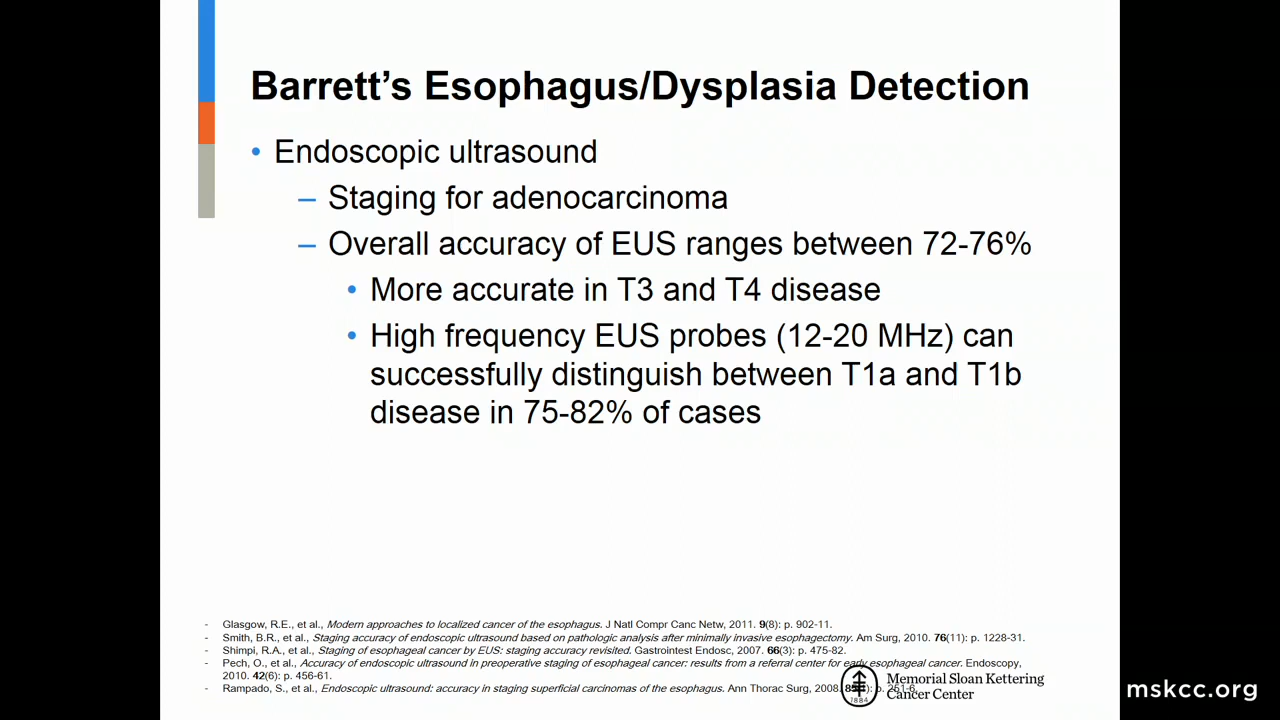 Barrett’s Esophagus/Dysplasia Detection
• Endoscopic ultrasound
– Staging for adenocarcinoma
– Overall accuracy of EUS ranges between 72-76%
• More accurate in T3 and T4 disease
• High frequency EUS probes (12-20 MHz) can
successfully distinguish between T1a and T1b
disease in 75-82% of cases
- Glasgow, R.E., et al., Modern approaches to localized cancer of the esophagus. J Natl Compr Canc Netw, 2011. 9(8): p. 902-11.
- Smith, B.R., et al., Staging accuracy of endoscopic ultrasound based on pathologic analysis after minimally invasive esophagectomy. Am Surg, 2010. 76(11): p. 1228-31.
- Shimpi, R.A., et al., Staging of esophageal cancer by EUS: staging accuracy revisited. Gastrointest Endosc, 2007. 66(3): p. 475-82.
- Pech, O., et al., Accuracy of endoscopic ultrasound in preoperative staging of esophageal cancer: results from a referral center for early esophageal cancer. Endoscopy,
2010. 42(6): p. 456-61.
- Rampado, S., et al., Endoscopic ultrasound: accuracy in staging superficial carcinomas of the esophagus. Ann Thorac Surg, 2008. p. 251-6.
Memorial Sloan Kettering
Cancer Center
1884
mskcc.org